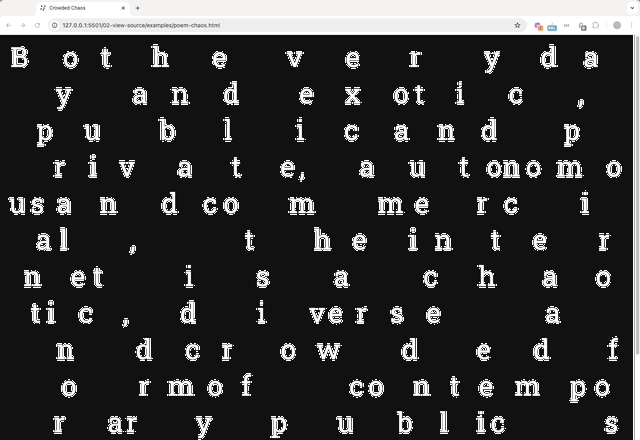 Crowded Chaos
127.0.0.1:5501/02-view-source/examples/poem-chaos.html
B o t h e v e r y d a
y a n d e x o t i c ,
p u b l i c a n d p
r i v a t e , a u t o n o m o
u s a n d c o m m e r c i
a l , t h e i n t e r
n e t i s a c h a o
t i c , d i v e r s e a
n d c r o w d e d f
o r m o f c o n t e m p o
r a r y p u b l i c s